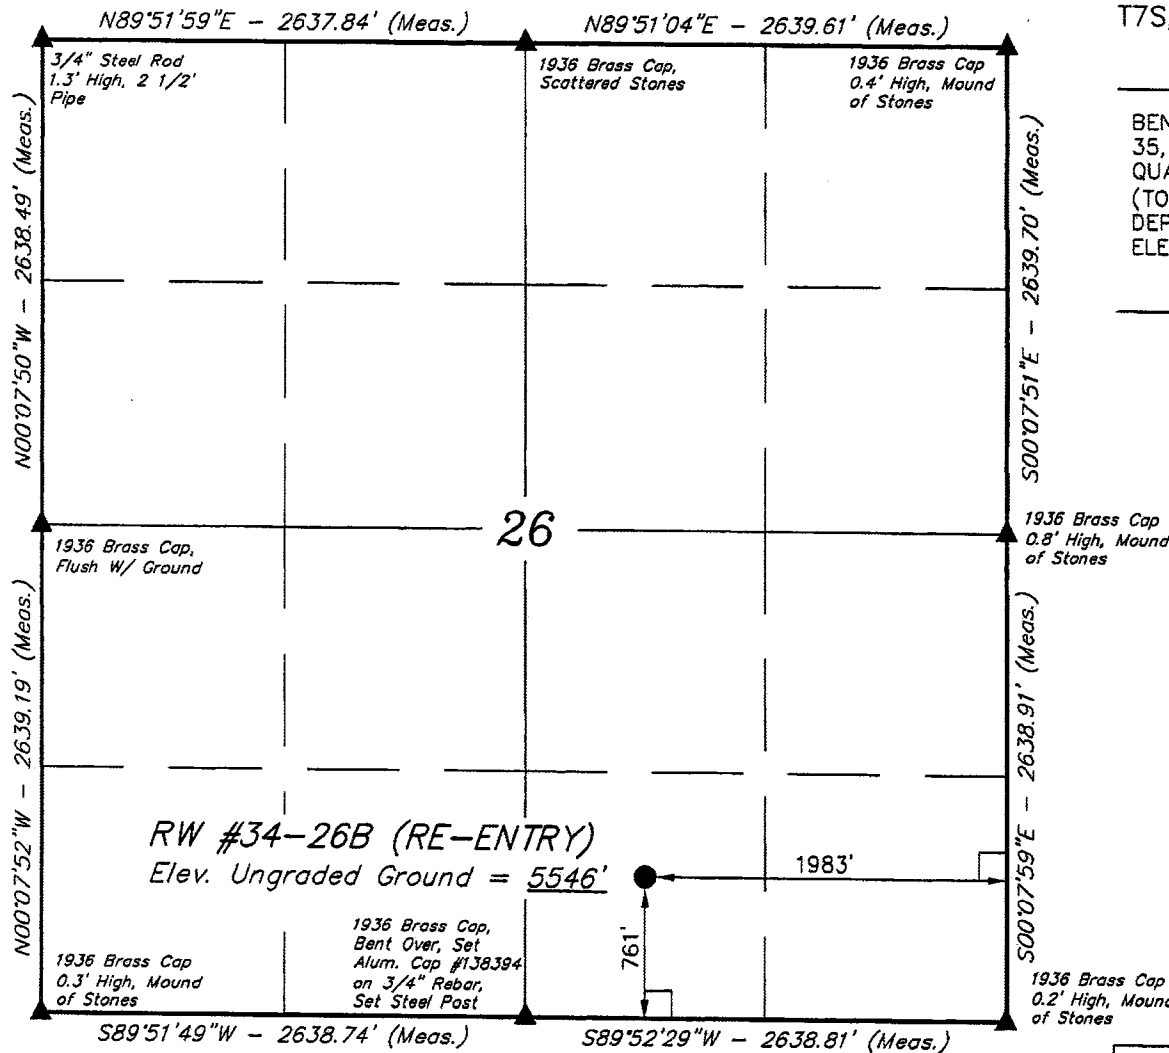 N89°51'59"E - 2637.84' (Meas.)
N89°51'04"E - 2639.61' (Meas.)
T7S,
3/4" Steel Rod
1.3' High, 2 1/2'
Pipe
1936 Brass Cap,
Scattered Stones
1936 Brass Cap
0.4' High, Mound
of Stones
BEN
35,
QUA
(TO
DEP
ELE
N00°07'50"W - 2638.49' (Meas.)
S00°07'51"E - 2639.70' (Meas.)
26
1936 Brass Cap,
Flush W/ Ground
1936 Brass Cap
0.8' High, Mound
of Stones
N00°07'52"W - 2639.19' (Meas.)
S00°07'59"E - 2638.91' (Meas.)
RW #34-26B (RE-ENTRY)
Elev. Ungraded Ground = 5546'
1983'
761'
1936 Brass Cap
0.3' High, Mound
of Stones
1936 Brass Cap,
Bent Over, Set
Alum. Cap #138394
on 3/4" Rebar,
Set Steel Post
1936 Brass Cap
0.2' High, Mound
of Stones
S89°51'49"W - 2638.74' (Meas.)
S89°52'29"W - 2638.81' (Meas.)